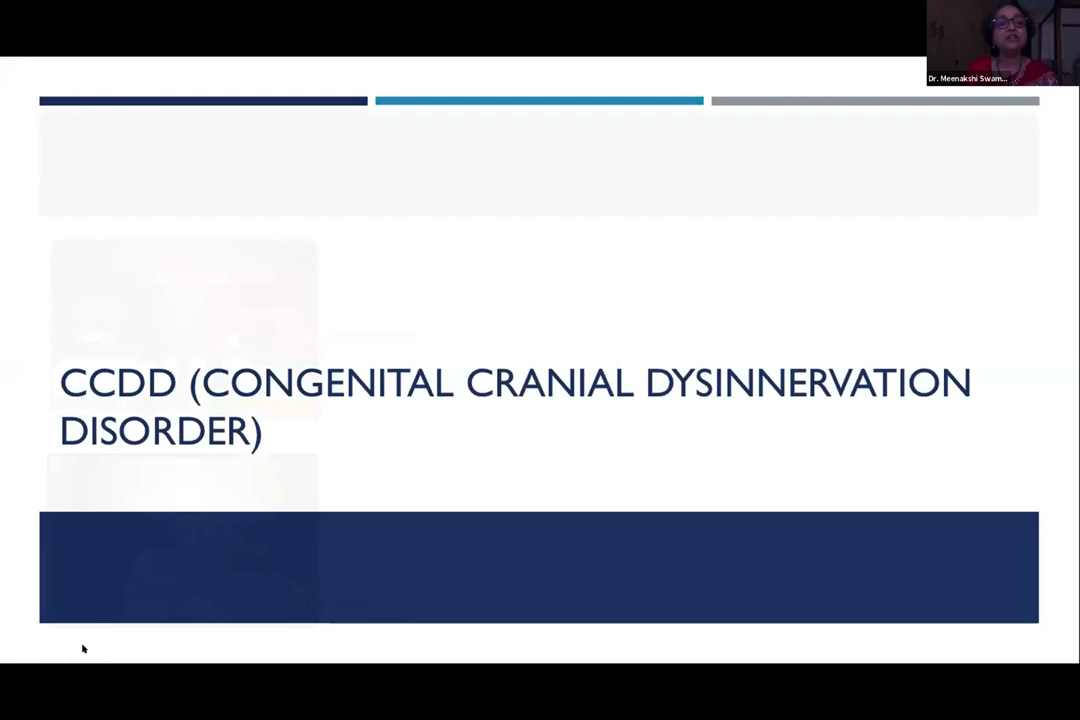 Dr. Meenakshi Swam...
CCDD (CONGENITAL CRANIAL DYSINNERVATION
DISORDER)